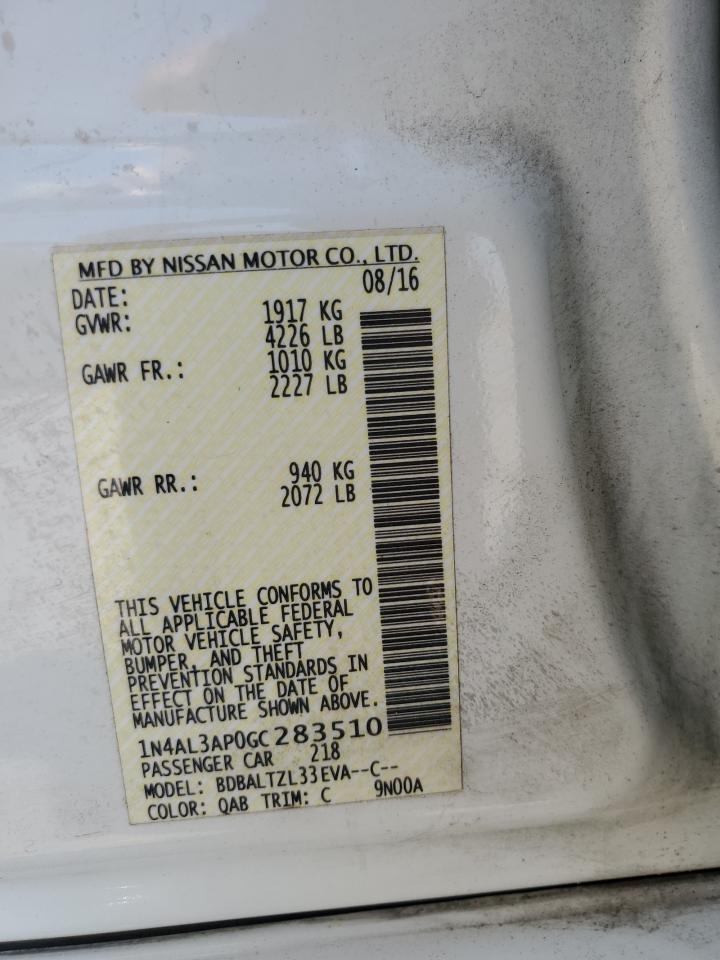 MFD BY NISSAN MOTOR CO., LTD.
DATE: 08/16
GVWR: 1917 KG
4226 LB
GAWR FR.: 1010 KG
2227 LB
GAWR RR.: 940 KG
2072 LB
THIS VEHICLE CONFORMS TO
ALL APPLICABLE FEDERAL
MOTOR VEHICLE SAFETY,
BUMPER, AND THEFT
PREVENTION STANDARDS IN
EFFECT ON THE DATE OF
MANUFACTURE SHOWN ABOVE.
1N4AL3AP0GC283510
PASSENGER CAR 218
MODEL: BDBALTZL33EVA--C--
COLOR: QAB TRIM: C 9N00A